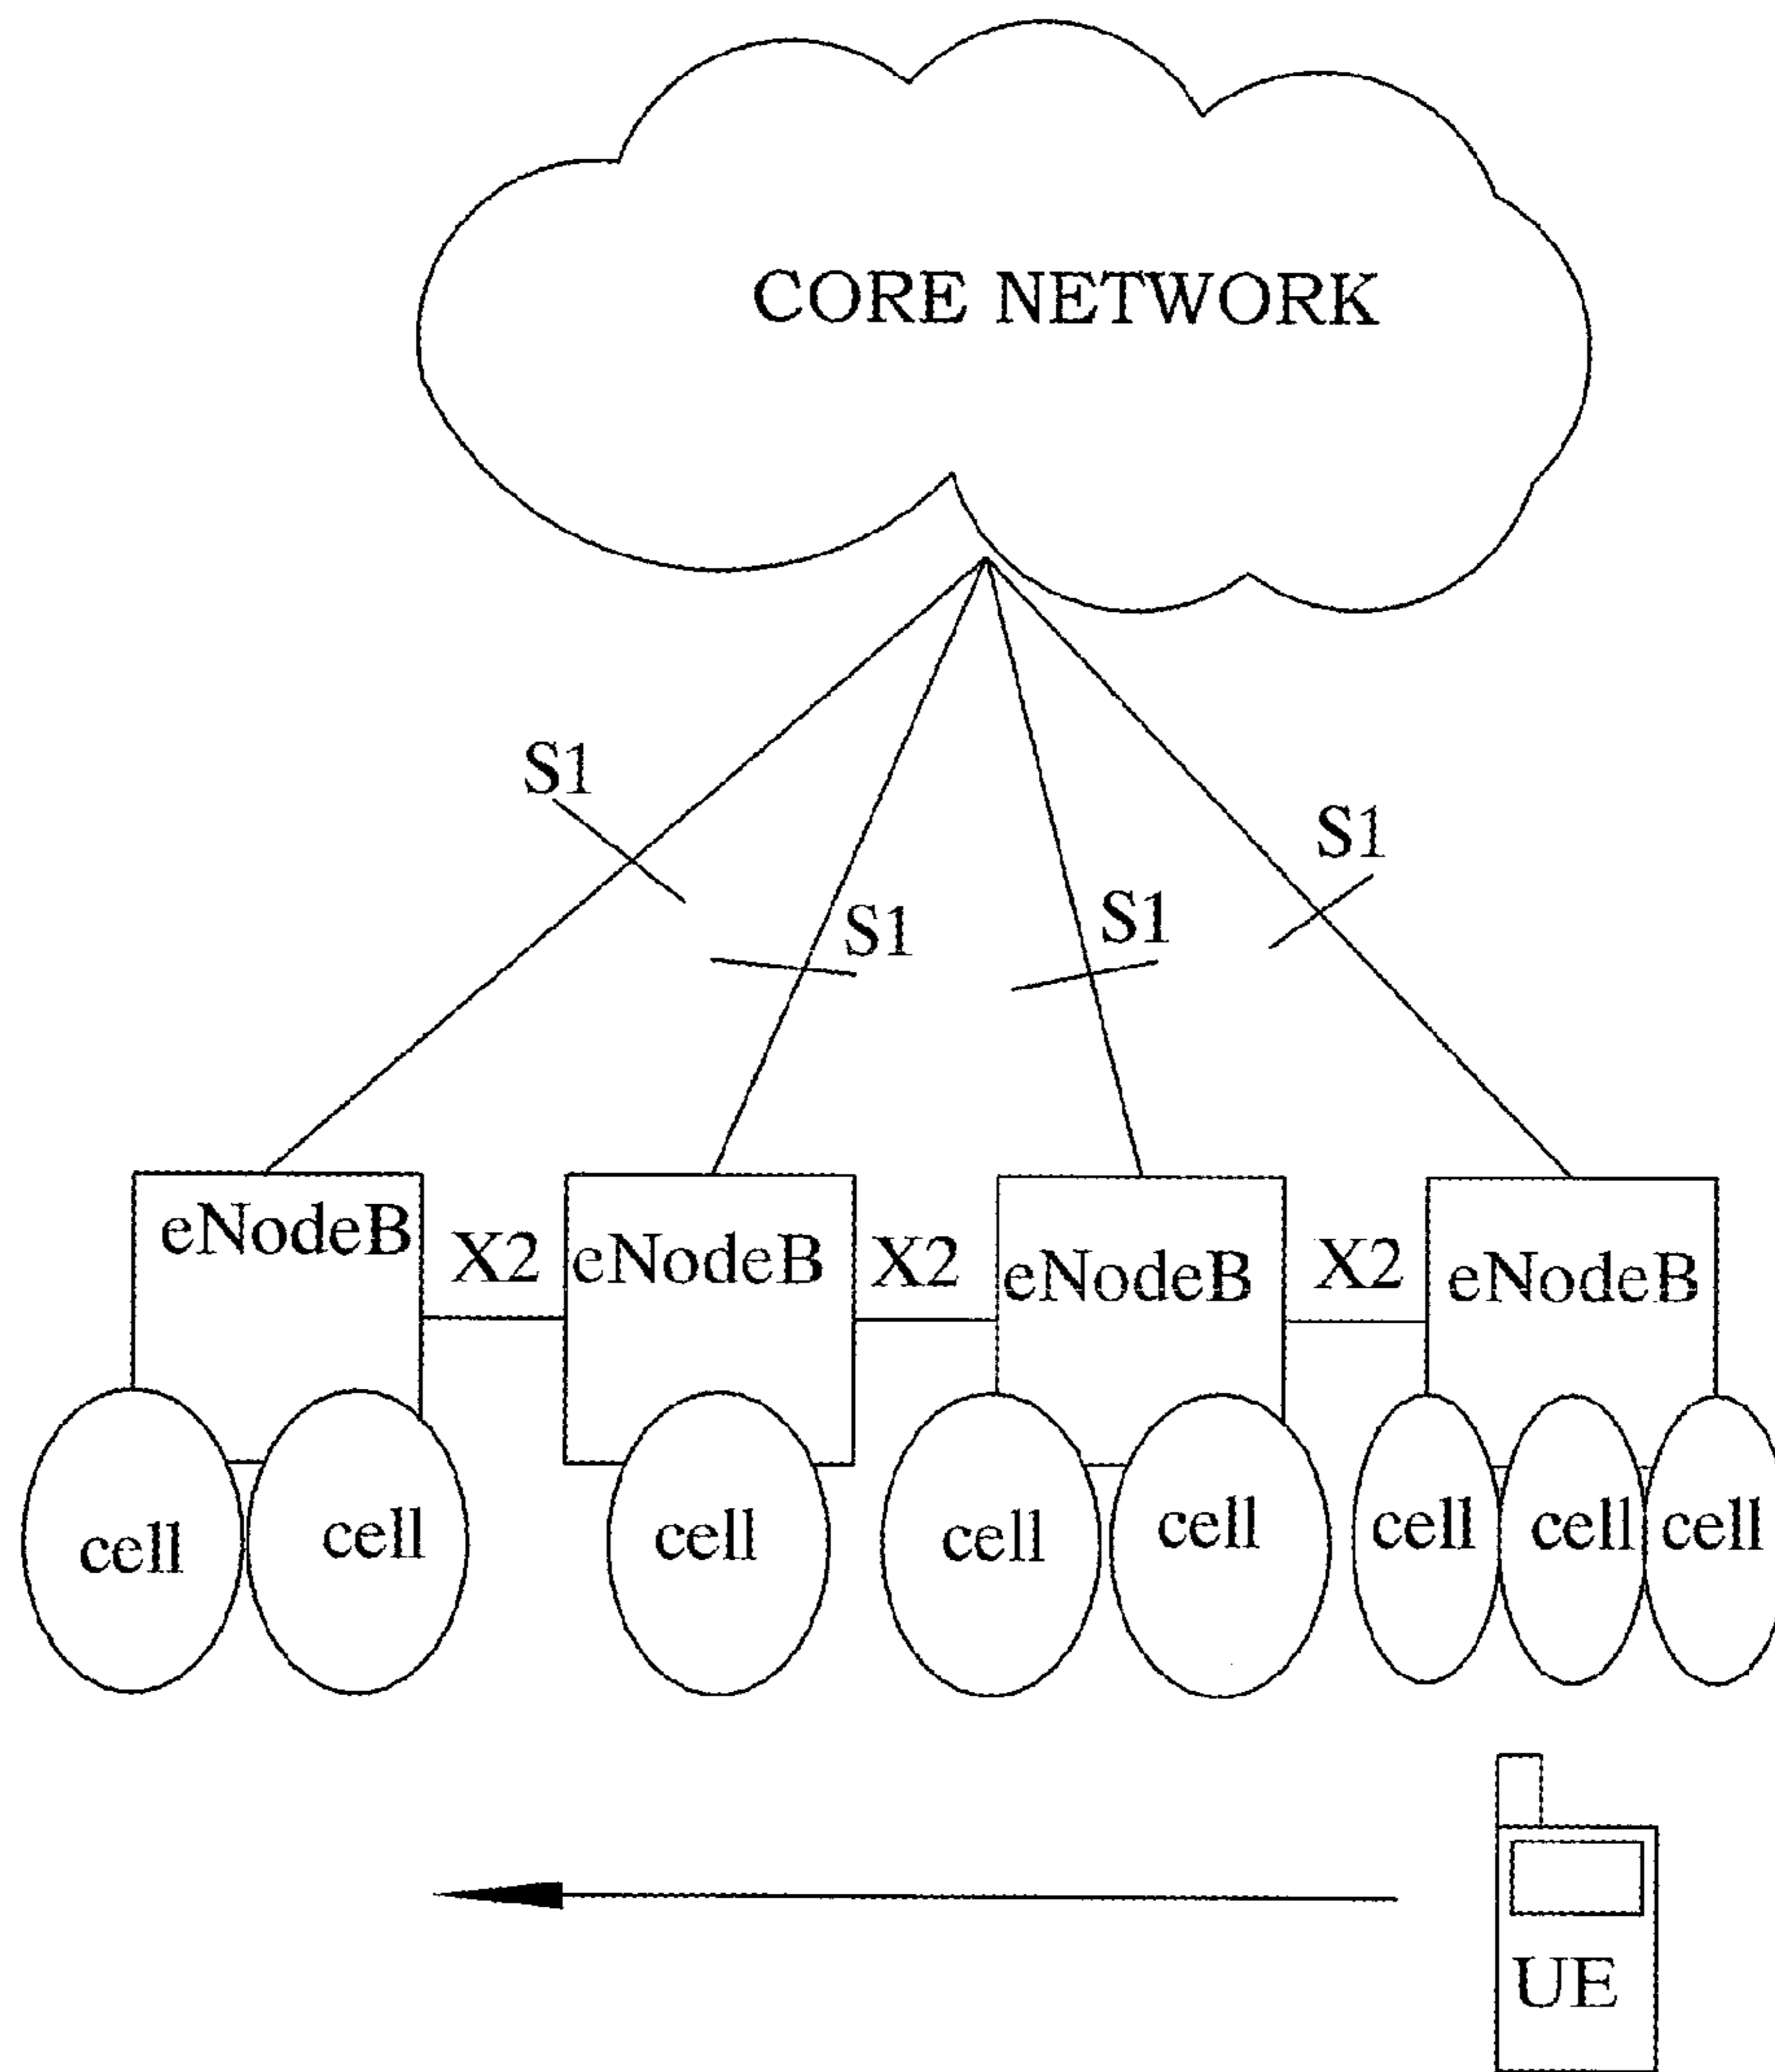 CORE NETWORK
S1
S1
S1
S1
eNodeB
X2
eNodeB
X2
eNodeB
X2
eNodeB
cell
cell
cell
cell
cell
cell
cell
cell
UE